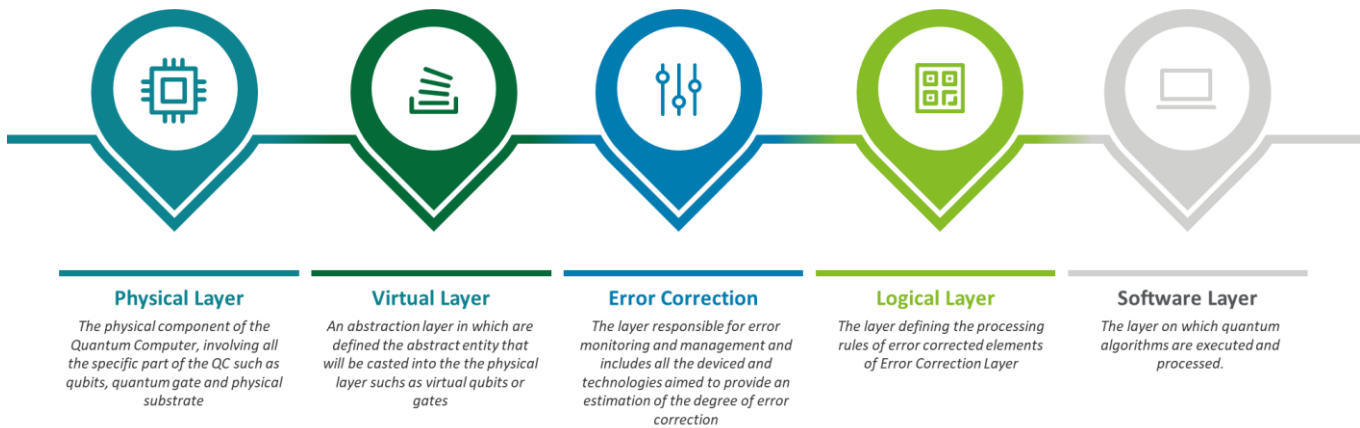 Physical Layer
The physical component of the
Quantum Computer, involving all
the specific part of the QC such as
qubits, quantum gate and physical
substrate
Virtual Layer
An abstraction layer in which are
defined the abstract entity that
will be casted into the the physical
layer suchs as virtual qubits or
gates
Error Correction
The layer responsible for error
monitoring and management and
includes all the deviced and
technologies aimed to provide an
estimation of the degree of error
correction
Logical Layer
The layer defining the processing
rules of error corrected elements
of Error Correction Layer
Software Layer
The layer on which quantum
algorithms are executed and
processed.